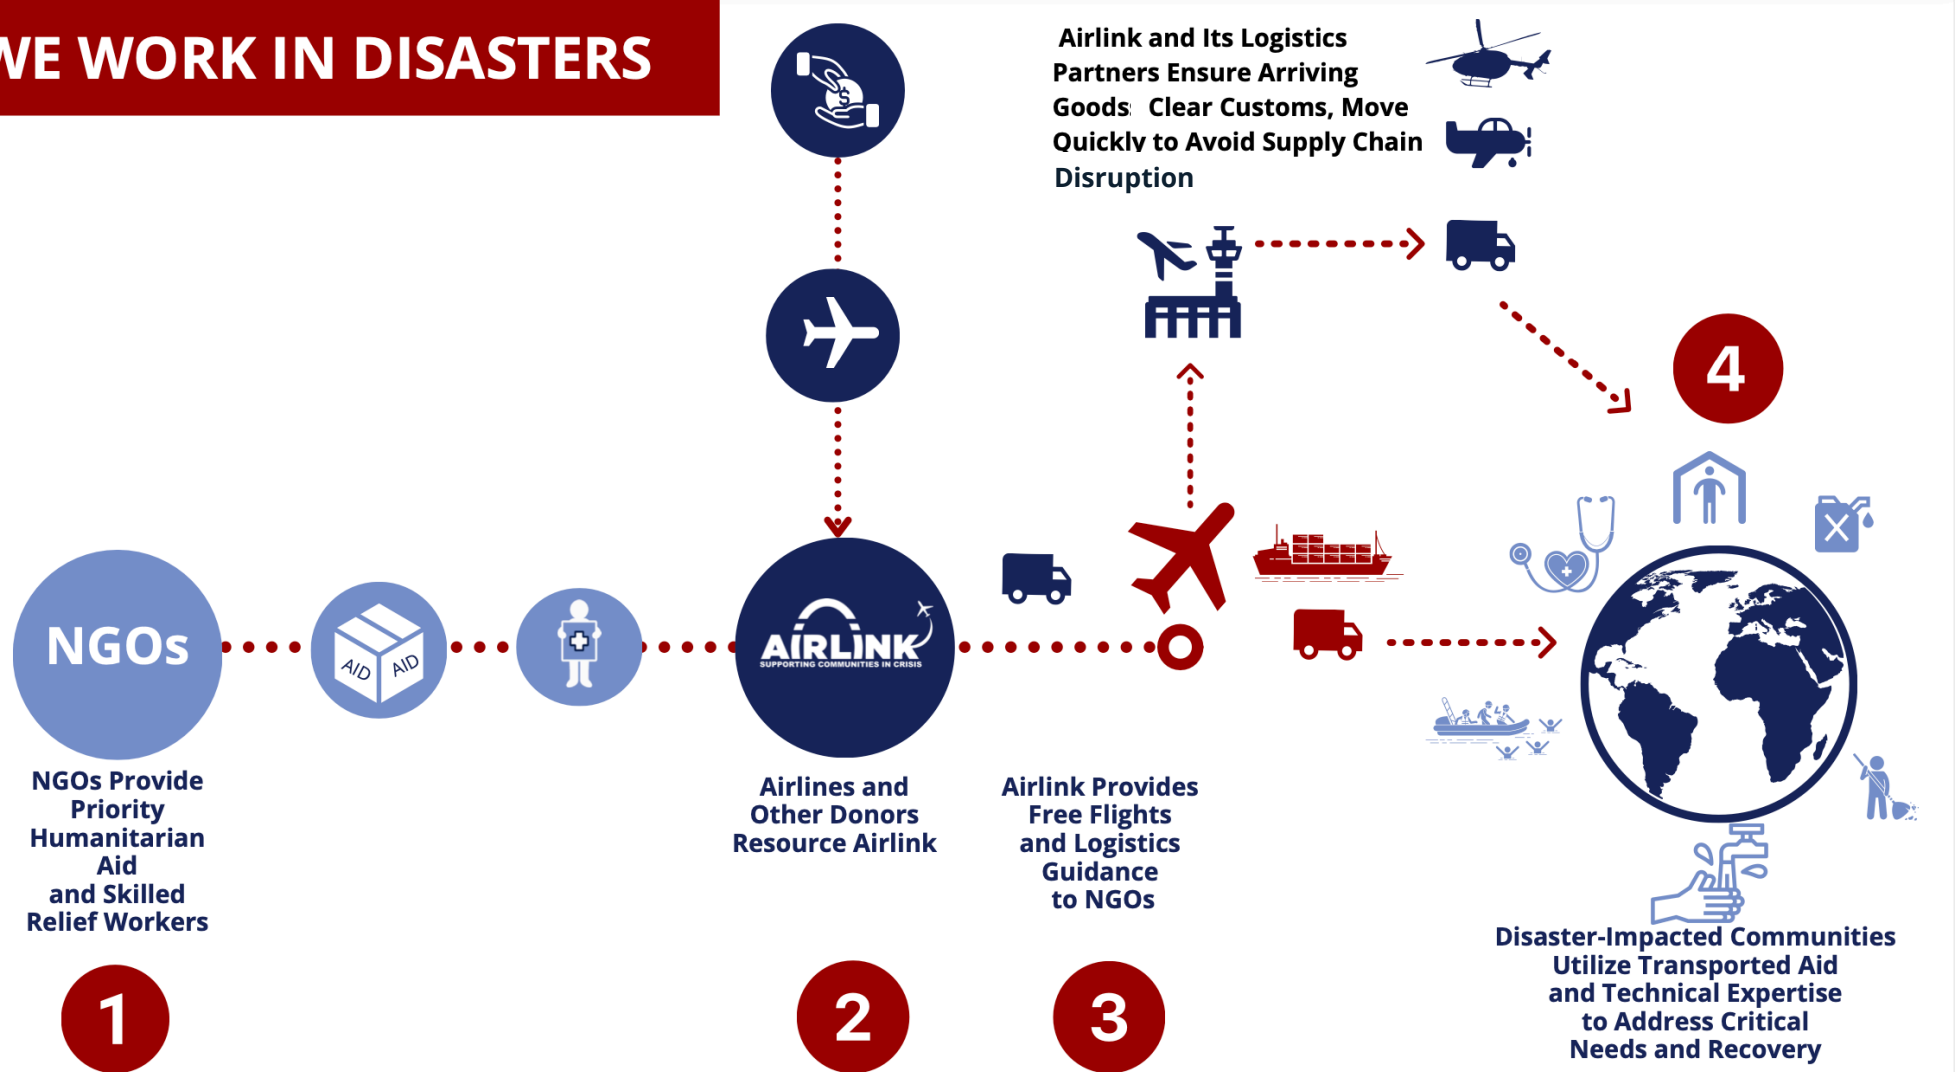 WE WORK IN DISASTERS
$
Airlink and Its Logistics
Partners Ensure Arriving
Goods Clear Customs, Move
Quickly to Avoid Supply Chain
Disruption
4
NGOs
AID AID
AIRLINK
SUPPORTING COMMUNITIES IN CRISIS
NGOs Provide
Priority
Humanitarian
Aid
and Skilled
Relief Workers
Airlines and
Other Donors
Resource Airlink
Airlink Provides
Free Flights
and Logistics
Guidance
to NGOs
Disaster-Impacted Communities
Utilize Transported Aid
and Technical Expertise
to Address Critical
Needs and Recovery
1
2
3